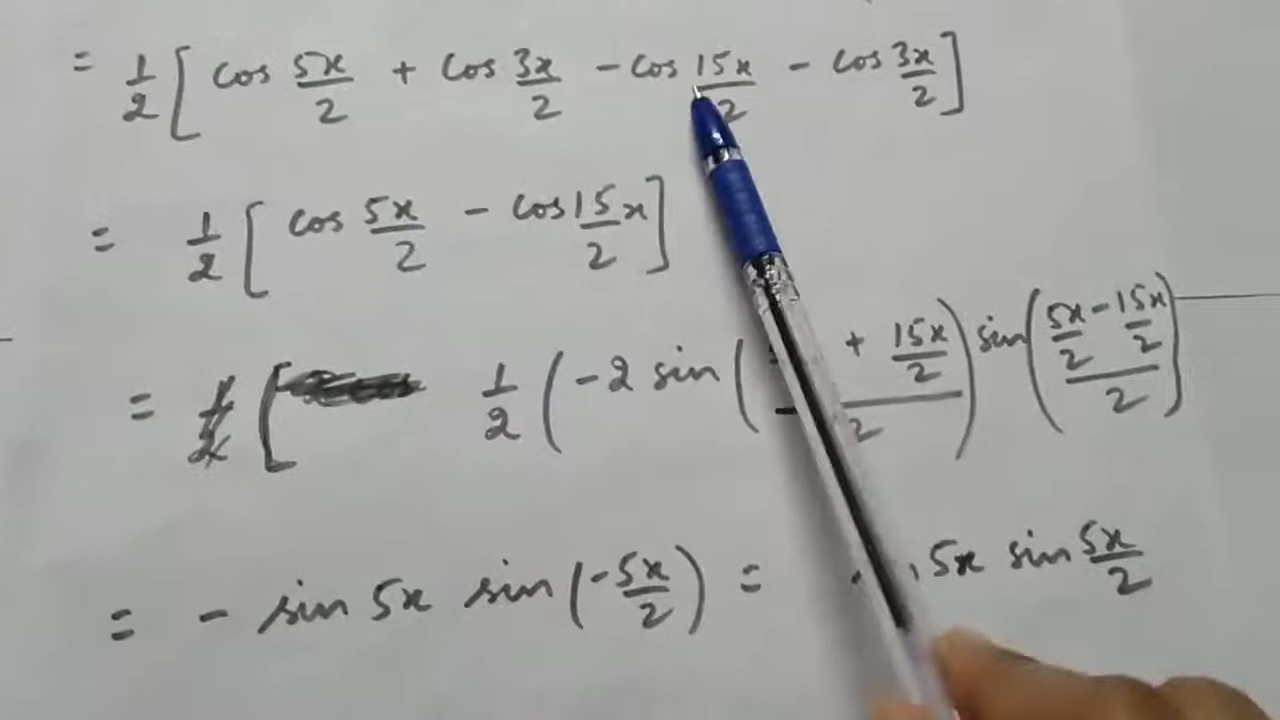 = 1/2 [ cos 5x/2 + cos 3x/2 - cos 15x/2 - cos 3x/2 ]
= 1/2 [ cos 5x/2 - cos 15x/2 ]
= 1/2 ( -2 sin ( + 15x/2 / 2 ) sin ( 5x/2 - 15x/2 / 2 )
= - sin 5x sin ( -5x/2 ) = 5x sin 5x/2